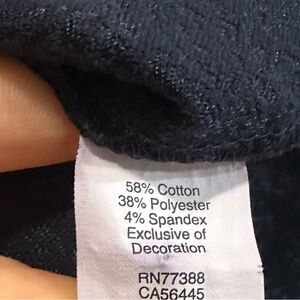 58% Cotton
38% Polyester
4% Spandex
Exclusive of
Decoration
RN77388
CA56445